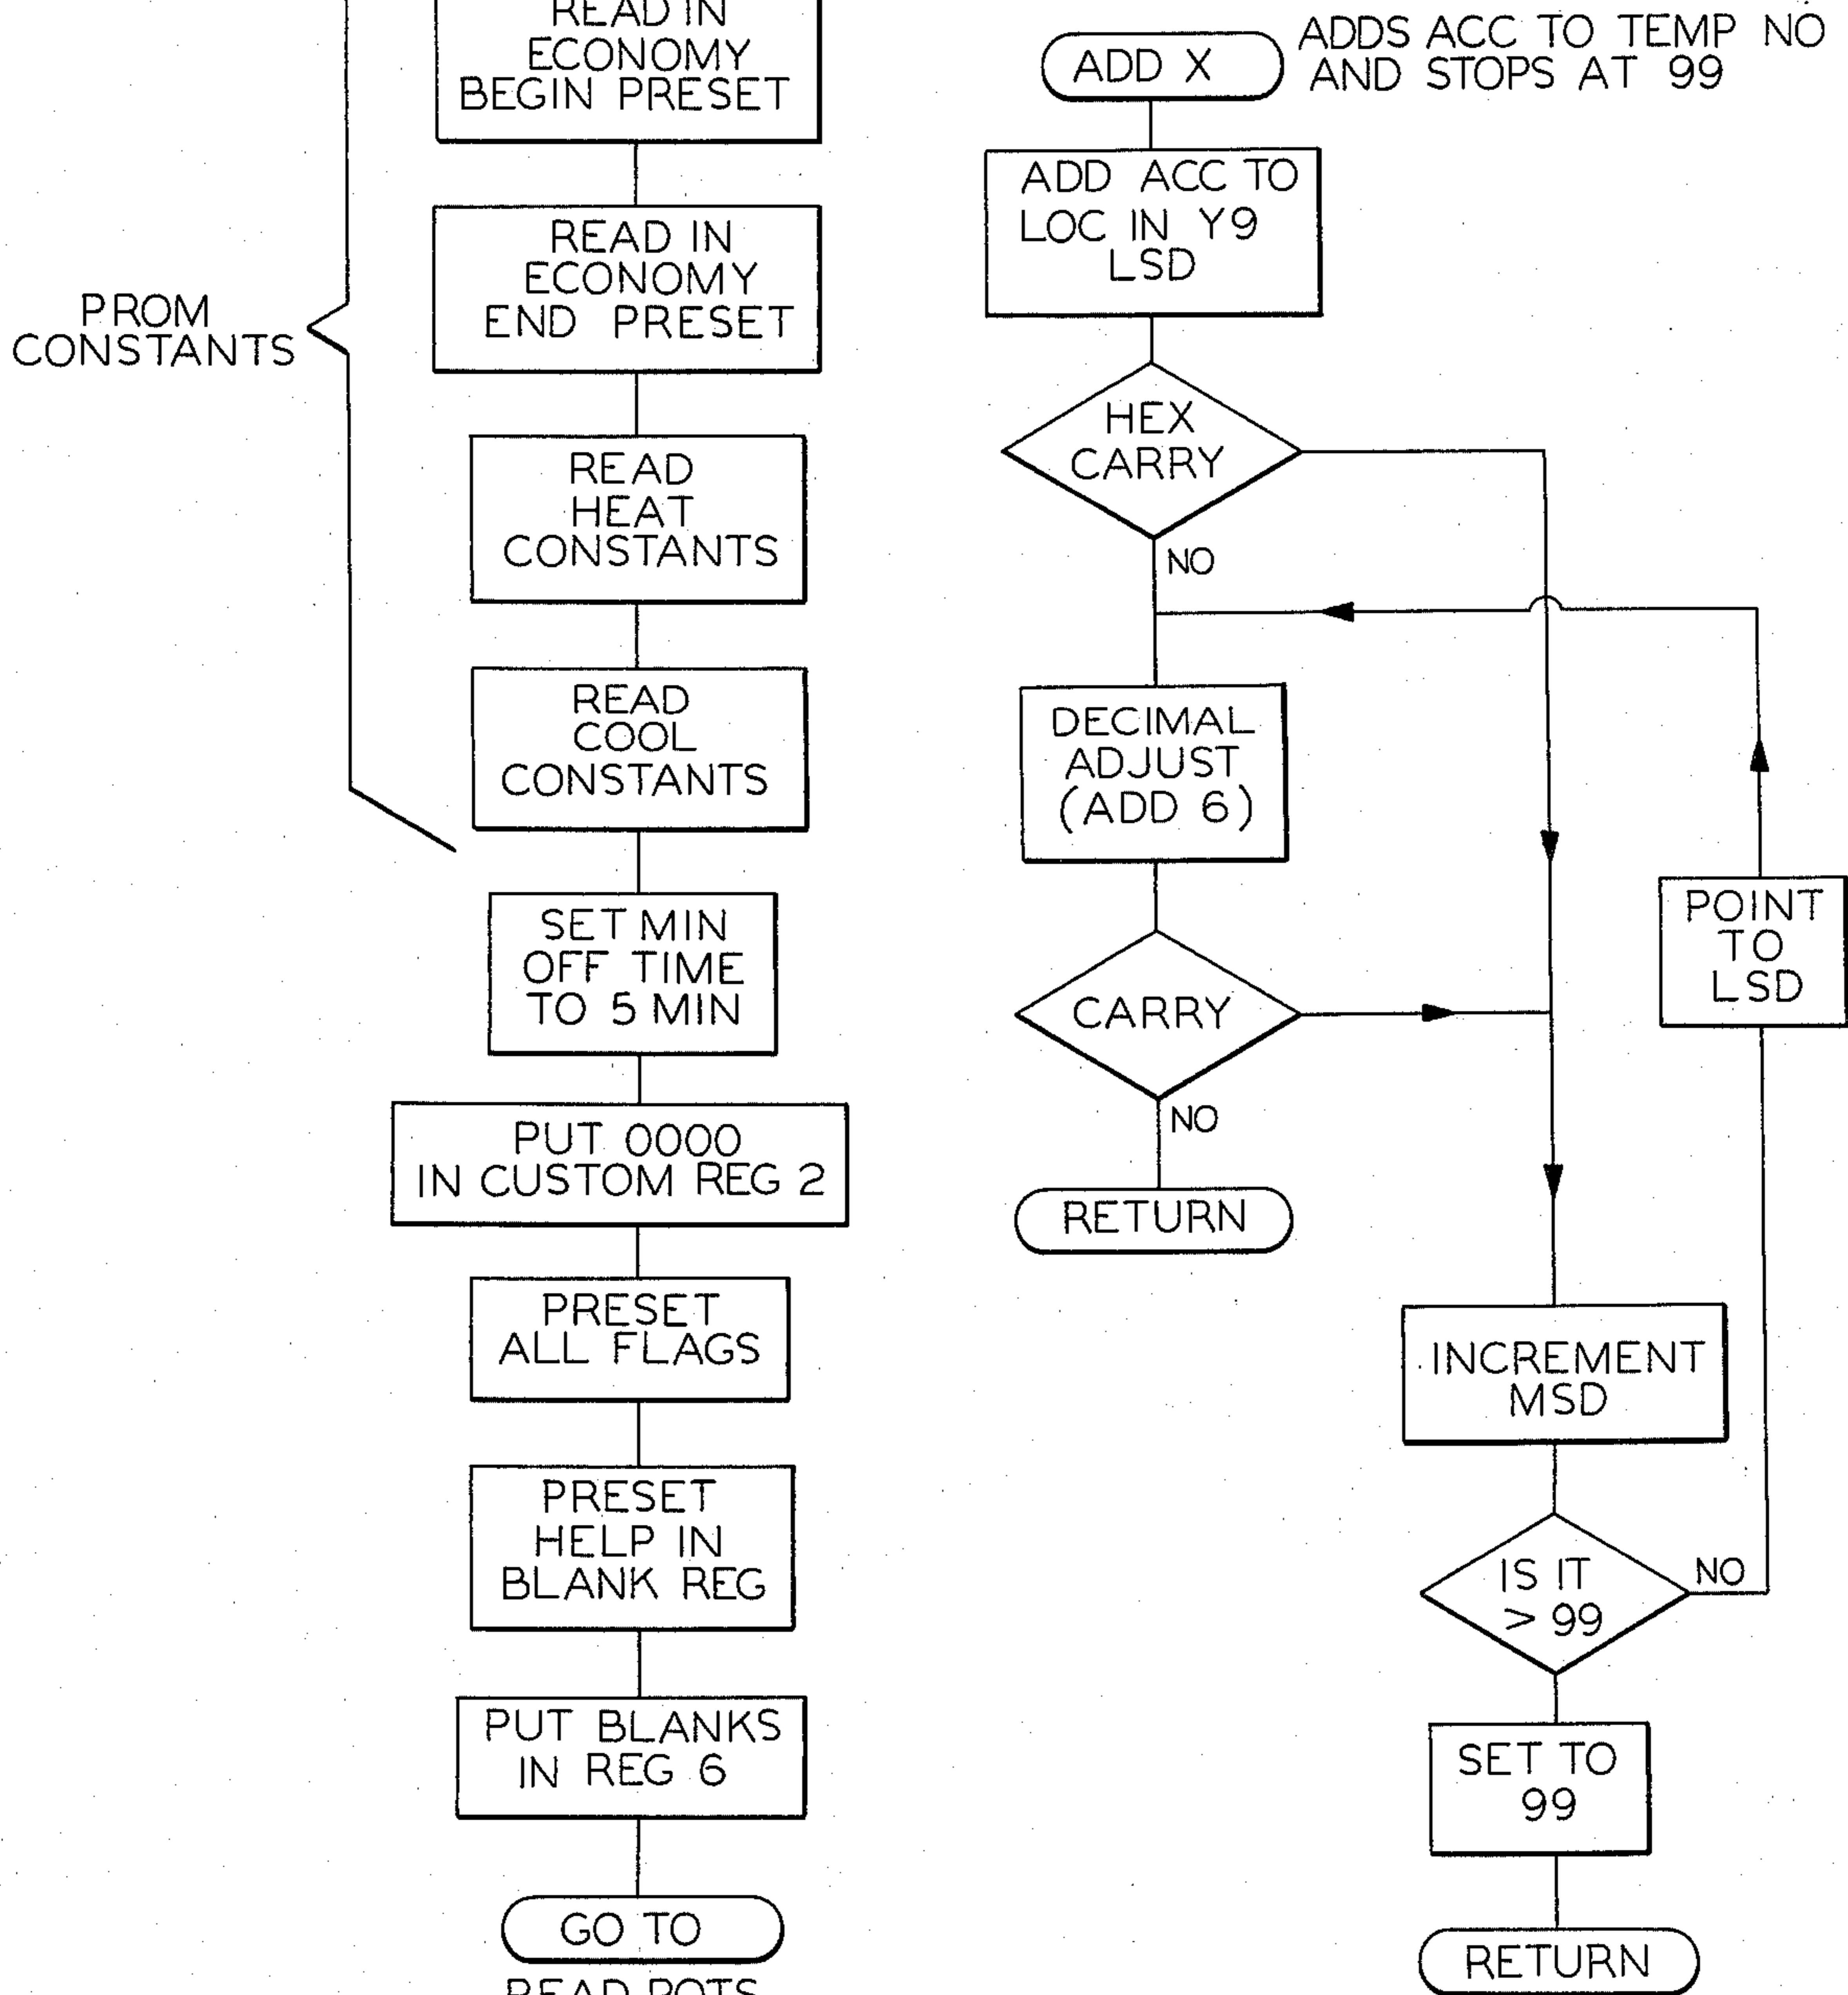 READ IN
ECONOMY
BEGIN PRESET
READ IN
ECONOMY
END PRESET
PROM
CONSTANTS
READ
HEAT
CONSTANTS
READ
COOL
CONSTANTS
SET MIN
OFF TIME
TO 5 MIN
PUT 0000
IN CUSTOM REG 2
PRESET
ALL FLAGS
PRESET
HELP IN
BLANK REG
PUT BLANKS
IN REG 6
GO TO
READ POTS
ADD X
ADDS ACC TO TEMP NO
AND STOPS AT 99
ADD ACC TO
LOC IN Y9
LSD
HEX
CARRY
NO
DECIMAL
ADJUST
(ADD 6)
CARRY
NO
RETURN
POINT
TO
LSD
INCREMENT
MSD
IS IT
> 99
NO
SET TO
99
RETURN